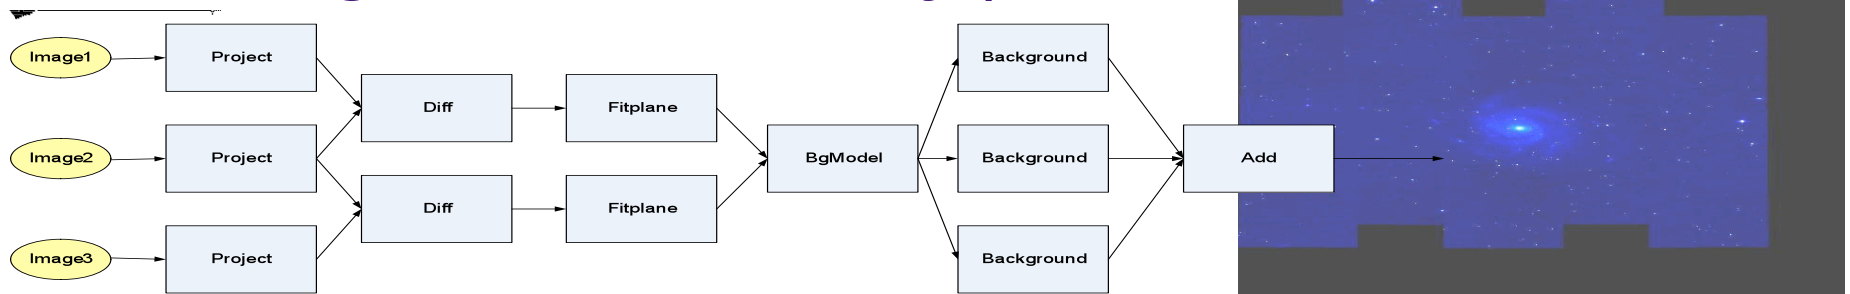 Image1
Project
Background
Diff
Fitplane
Image2
Project
BgModel
Background
Add
Diff
Fitplane
Image3
Project
Background